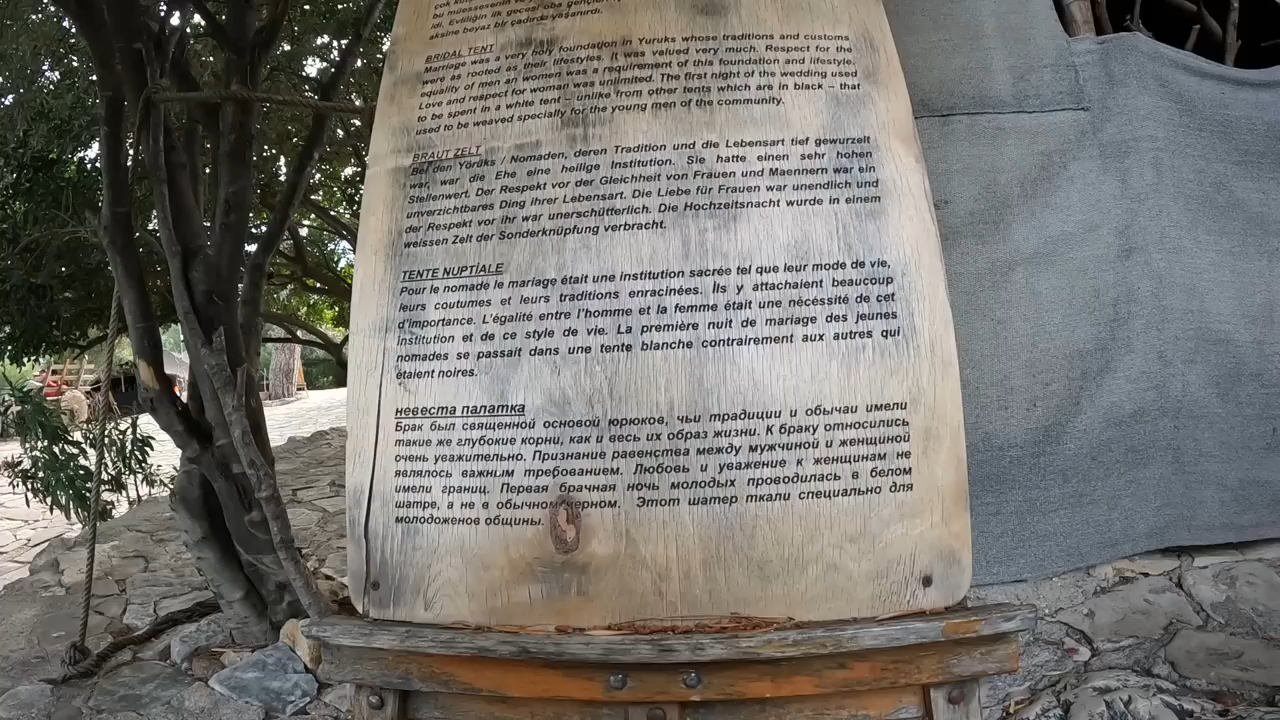 bu müessesenin
idi. Evliliğin ilk gecesi oba gençleri
aksine beyaz bir çadırda yaşanırdı.
BRIDAL TENT
Marriage was a very holy foundation in Yuruks whose traditions and customs
were as rooted as their lifestyles. It was valued very much. Respect for the
equality of men an women was a requirement of this foundation and lifestyle.
Love and respect for woman was unlimited. The first night of the wedding used
to be spent in a white tent – unlike from other tents which are in black – that
used to be weaved specially for the young men of the community.
BRAUT ZELT
Bei den Yörüks / Nomaden, deren Tradition und die Lebensart tief gewurzelt
war, war die Ehe eine heilige Institution. Sie hatte einen sehr hohen
Stellenwert. Der Respekt vor der Gleichheit von Frauen und Maennern war ein
unverzichtbares Ding ihrer Lebensart. Die Liebe für Frauen war unendlich und
der Respekt vor ihr war unerschütterlich. Die Hochzeitsnacht wurde in einem
weissen Zelt der Sonderknüpfung verbracht.
TENTE NUPTİALE
Pour le nomade le mariage était une institution sacrée tel que leur mode de vie,
leurs coutumes et leurs traditions enracinées. İls y attachaient beaucoup
d'importance. L'égalité entre l'homme et la femme était une nécéssité de cet
institution et de ce style de vie. La première nuit de mariage des jeunes
nomades se passait dans une tente blanche contrairement aux autres qui
étaient noires.
невеста палатка
Брак был священной основой юрюков, чьи традиции и обычаи имели
такие же глубокие корни, как и весь их образ жизни. К браку относились
очень уважительно. Признание равенства между мужчиной и женщиной
являлось важным требованием. Любовь и уважение к женщинам не
имели границ. Первая брачная ночь молодых проводилась в белом
шатре, а не в обычном черном. Этот шатер ткали специально для
молодоженов общины.